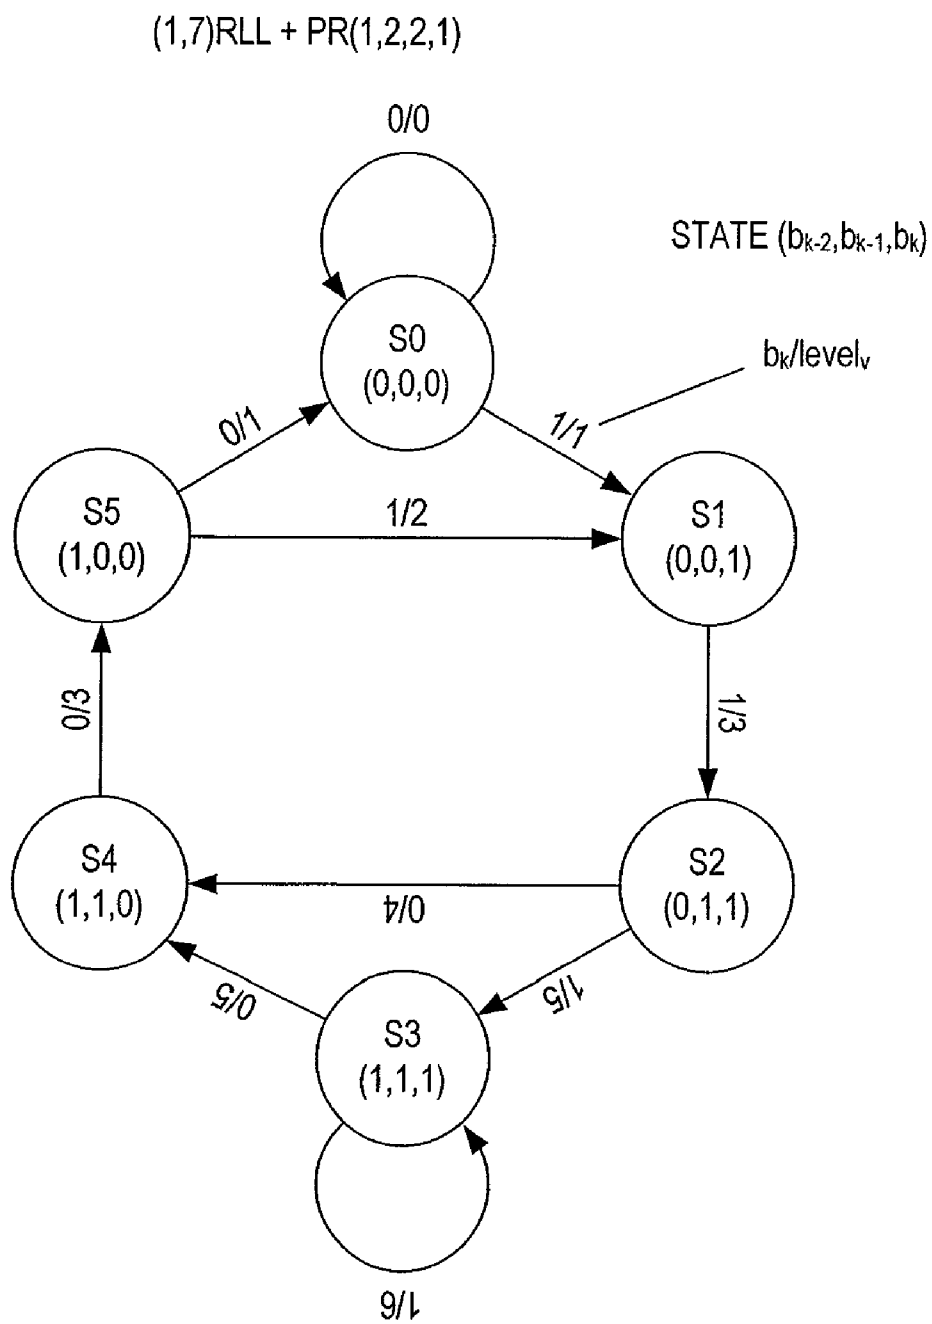 (1,7)RLL + PR(1,2,2,1)
0/0
STATE (bk-2,bk-1,bk)
S0
(0,0,0)
bk/levelv
0/1
1/1
S5
(1,0,0)
1/2
S1
(0,0,1)
0/3
1/3
S4
(1,1,0)
0/4
S2
(0,1,1)
0/5
1/5
S3
(1,1,1)
1/6